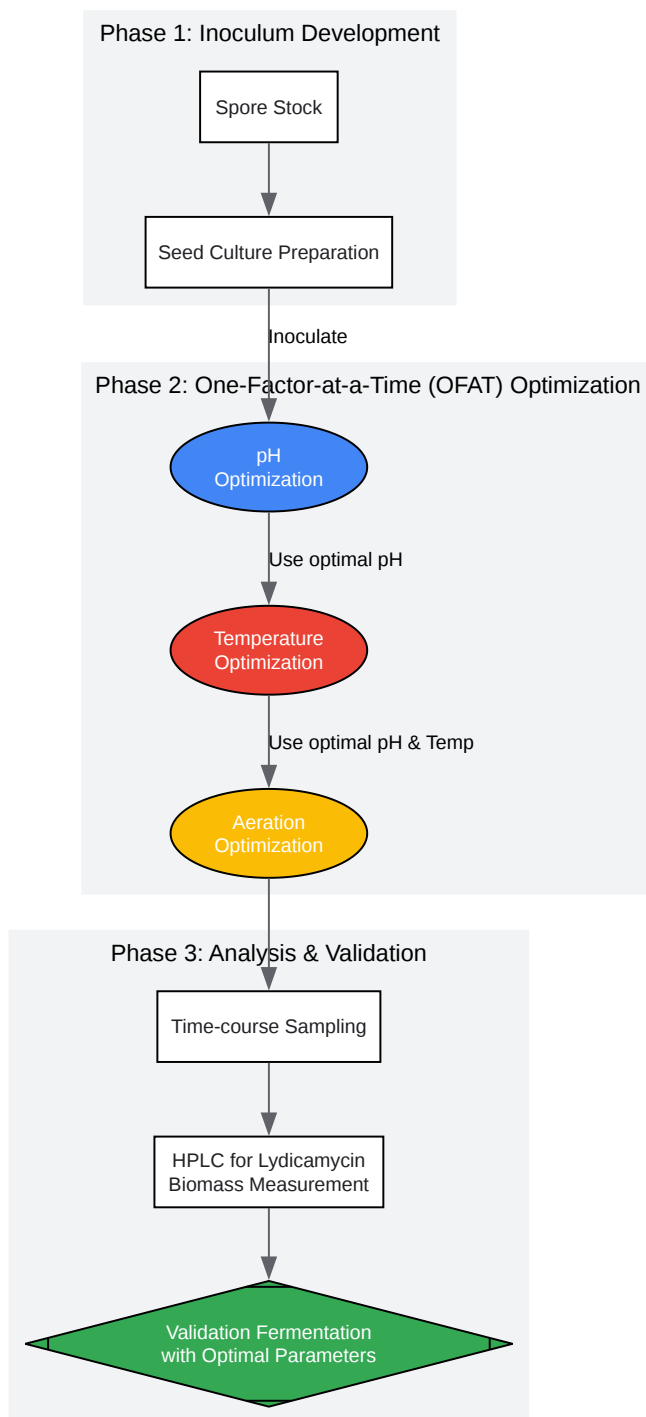 Phase 1: Inoculum Development
Spore Stock
Seed Culture Preparation
Inoculate
Phase 2: One-Factor-at-a-Time (OFAT) Optimization
pH
Optimization
Use optimal pH
Temperature
Optimization
Use optimal pH & Temp
Aeration
Optimization
Phase 3: Analysis & Validation
Time-course Sampling
HPLC for Lydicamycin
Biomass Measurement
Validation Fermentation
with Optimal Parameters